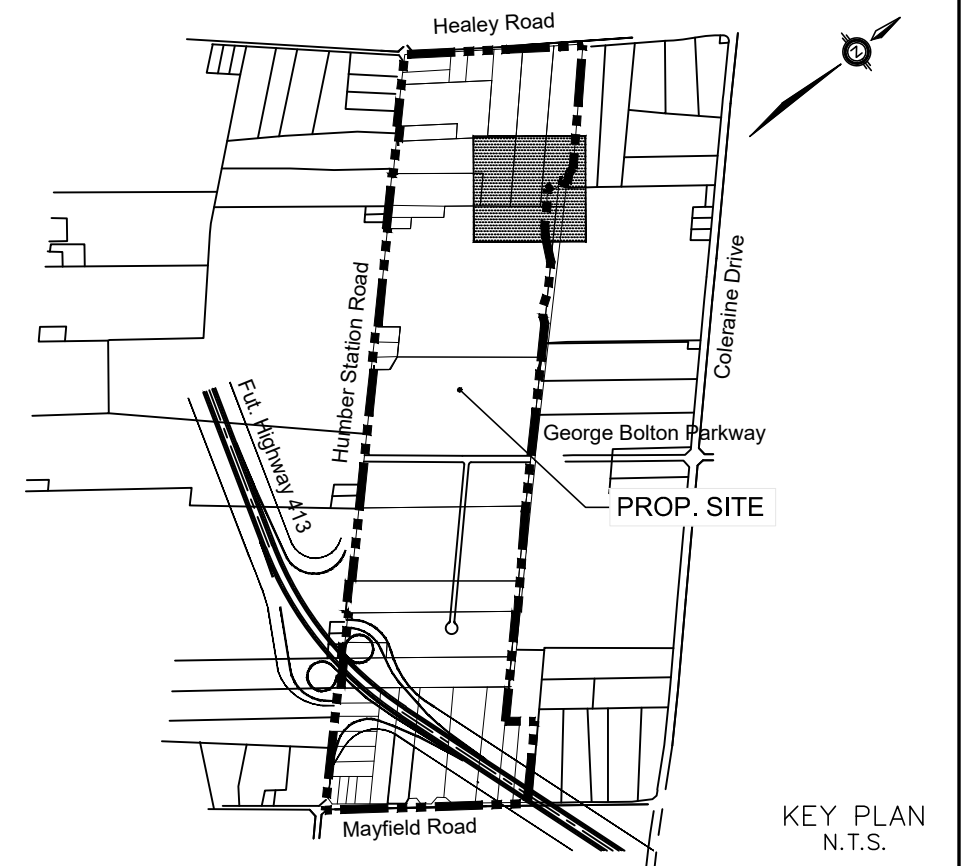 Healey Road
N
Coleraine Drive
Humber Station Road
Fut. Highway 413
George Bolton Parkway
PROP. SITE
Mayfield Road
KEY PLAN
N.T.S.